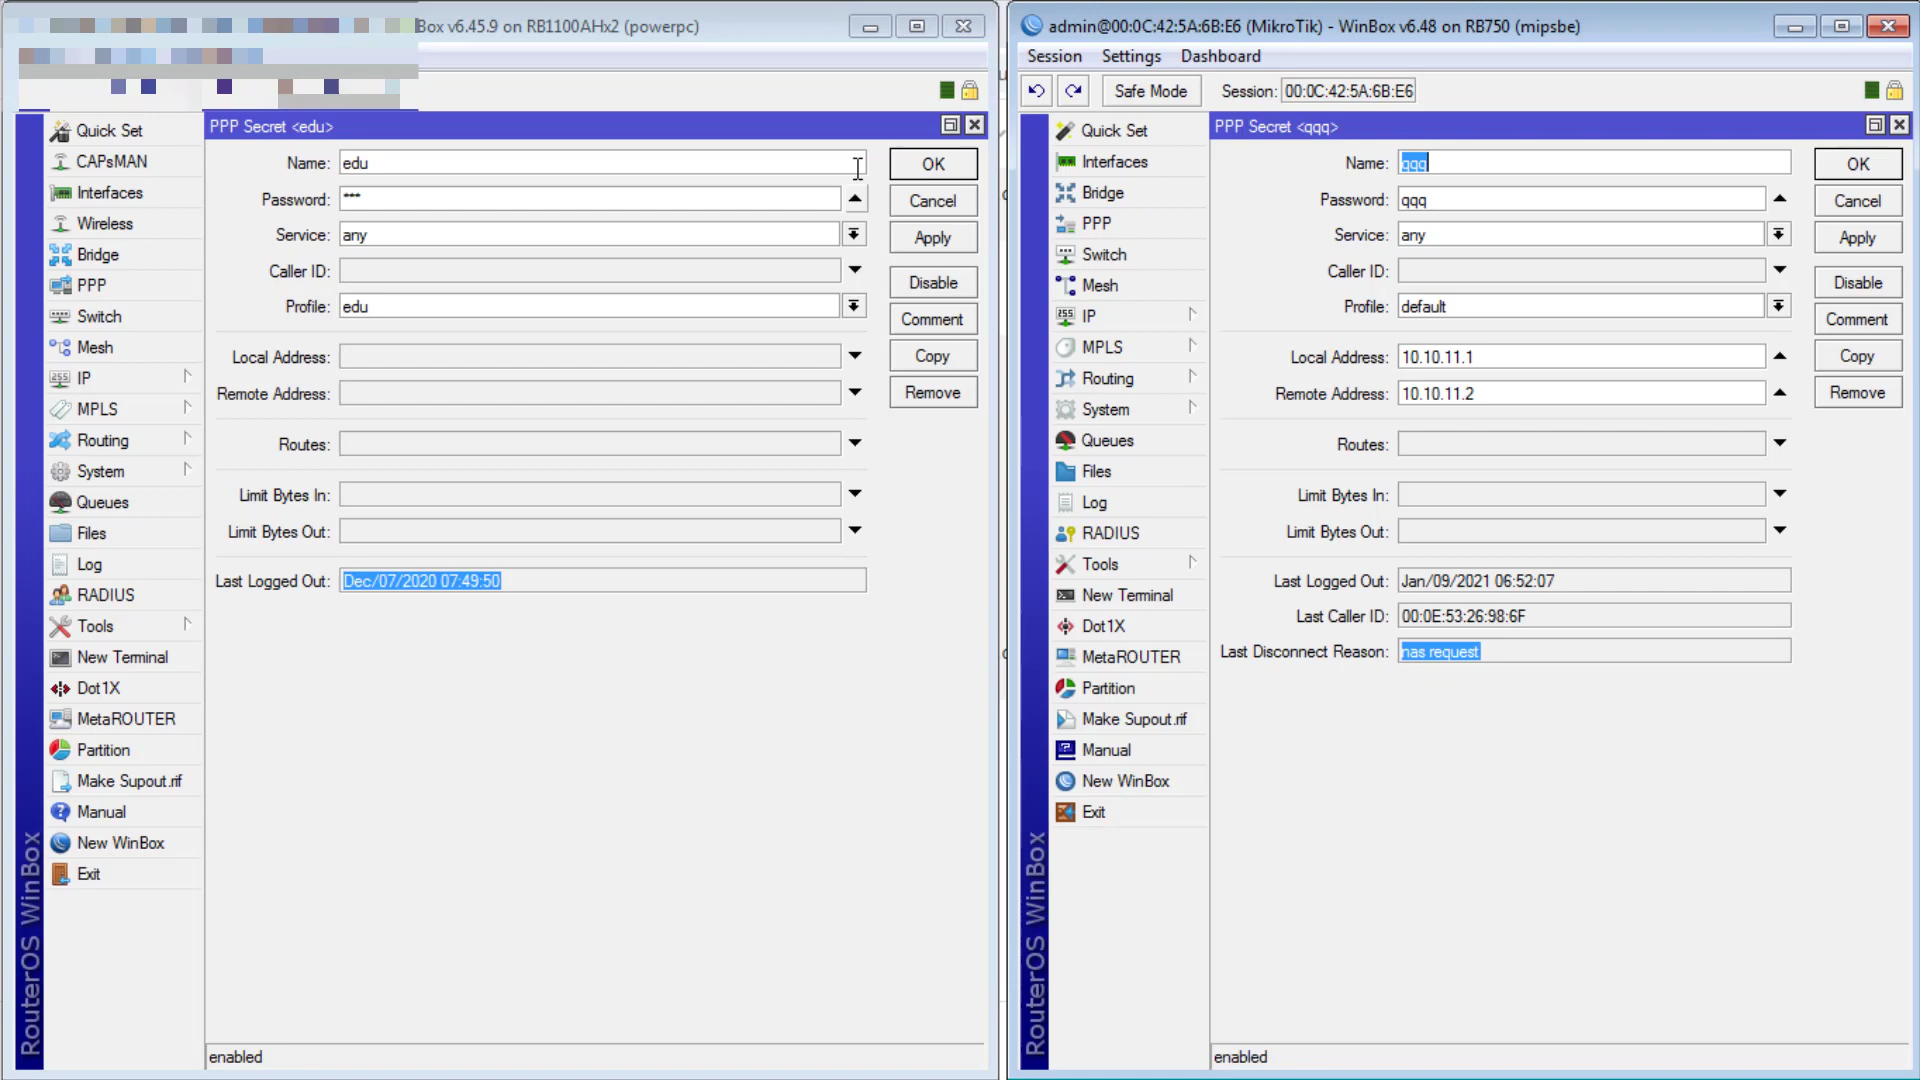 Box v6.45.9 on RB1100AHx2 (powerpc)
Quick Set
CAPsMAN
Interfaces
Wireless
Bridge
PPP
Switch
Mesh
IP
MPLS
Routing
System
Queues
Files
Log
RADIUS
Tools
New Terminal
Dot1X
MetaROUTER
Partition
Make Supout.rif
Manual
New WinBox
Exit
RouterOS WinBox
PPP Secret <edu>
Name: edu
Password: ***
Service: any
Caller ID:
Profile: edu
Local Address:
Remote Address:
Routes:
Limit Bytes In:
Limit Bytes Out:
Last Logged Out: Dec/07/2020 07:49:50
OK
Cancel
Apply
Disable
Comment
Copy
Remove
enabled
admin@00:0C:42:5A:6B:E6 (MikroTik) - WinBox v6.48 on RB750 (mipsbe)
Session Settings Dashboard
Safe Mode Session: 00:0C:42:5A:6B:E6
Quick Set
Interfaces
Bridge
PPP
Switch
Mesh
IP
MPLS
Routing
System
Queues
Files
Log
RADIUS
Tools
New Terminal
Dot1X
MetaROUTER
Partition
Make Supout.rif
Manual
New WinBox
Exit
RouterOS WinBox
PPP Secret <qqq>
Name: qqq
Password: qqq
Service: any
Caller ID:
Profile: default
Local Address: 10.10.11.1
Remote Address: 10.10.11.2
Routes:
Limit Bytes In:
Limit Bytes Out:
Last Logged Out: Jan/09/2021 06:52:07
Last Caller ID: 00:0E:53:26:98:6F
Last Disconnect Reason: nas request
OK
Cancel
Apply
Disable
Comment
Copy
Remove
enabled